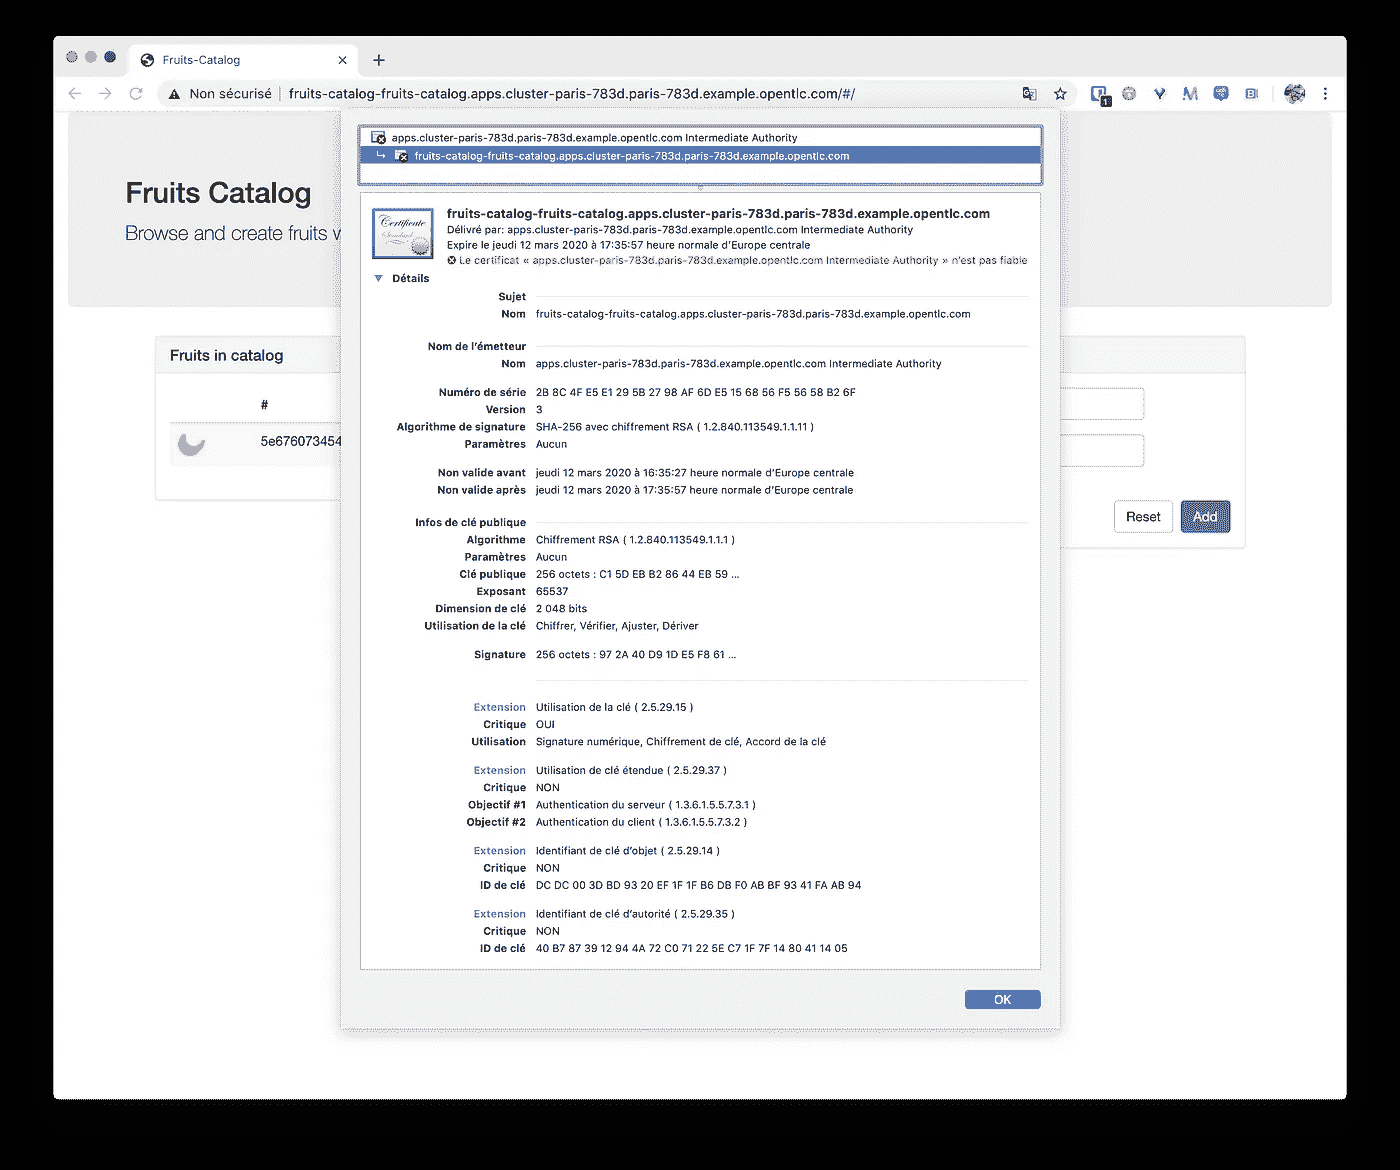 Fruits-Catalog
Non sécurisé
fruits-catalog-fruits-catalog.apps.cluster-paris-783d.paris-783d.example.opentlc.com/#/
apps.cluster-paris-783d.paris-783d.example.opentlc.com Intermediate Authority
fruits-catalog-fruits-catalog.apps.cluster-paris-783d.paris-783d.example.opentlc.com
Fruits Catalog
Browse and create fruits w
Certificate
Standard
fruits-catalog-fruits-catalog.apps.cluster-paris-783d.paris-783d.example.opentlc.com
Délivré par: apps.cluster-paris-783d.paris-783d.example.opentlc.com Intermediate Authority
Expire le jeudi 12 mars 2020 à 17:35:57 heure normale d’Europe centrale
Le certificat « apps.cluster-paris-783d.paris-783d.example.opentlc.com Intermediate Authority » n’est pas fiable
Détails
Sujet
Nom fruits-catalog-fruits-catalog.apps.cluster-paris-783d.paris-783d.example.opentlc.com
Nom de l’émetteur
Nom apps.cluster-paris-783d.paris-783d.example.opentlc.com Intermediate Authority
Numéro de série 2B 8C 4F E5 E1 29 5B 27 98 AF 6D E5 15 68 56 F5 56 58 B2 6F
Version 3
Algorithme de signature SHA-256 avec chiffrement RSA ( 1.2.840.113549.1.1.11 )
Paramètres Aucun
Non valide avant jeudi 12 mars 2020 à 16:35:27 heure normale d’Europe centrale
Non valide après jeudi 12 mars 2020 à 17:35:57 heure normale d’Europe centrale
Infos de clé publique
Algorithme Chiffrement RSA ( 1.2.840.113549.1.1.1 )
Paramètres Aucun
Clé publique 256 octets : C1 5D EB B2 86 44 EB 59 ...
Exposant 65537
Dimension de clé 2 048 bits
Utilisation de la clé Chiffrer, Vérifier, Ajuster, Dériver
Signature 256 octets : 97 2A 40 D9 1D E5 F8 61 ...
Extension Utilisation de la clé ( 2.5.29.15 )
Critique OUI
Utilisation Signature numérique, Chiffrement de clé, Accord de la clé
Extension Utilisation de clé étendue ( 2.5.29.37 )
Critique NON
Objectif #1 Authentication du serveur ( 1.3.6.1.5.5.7.3.1 )
Objectif #2 Authentication du client ( 1.3.6.1.5.5.7.3.2 )
Extension Identifiant de clé d’objet ( 2.5.29.14 )
Critique NON
ID de clé DC DC 00 3D BD 93 20 EF 1F 1F B6 DB F0 AB BF 93 41 FA AB 94
Extension Identifiant de clé d’autorité ( 2.5.29.35 )
Critique NON
ID de clé 40 B7 87 39 12 94 4A 72 C0 71 22 5E C7 1F 7F 14 80 41 14 05
OK
Fruits in catalog
#
5e676073454
Reset
Add